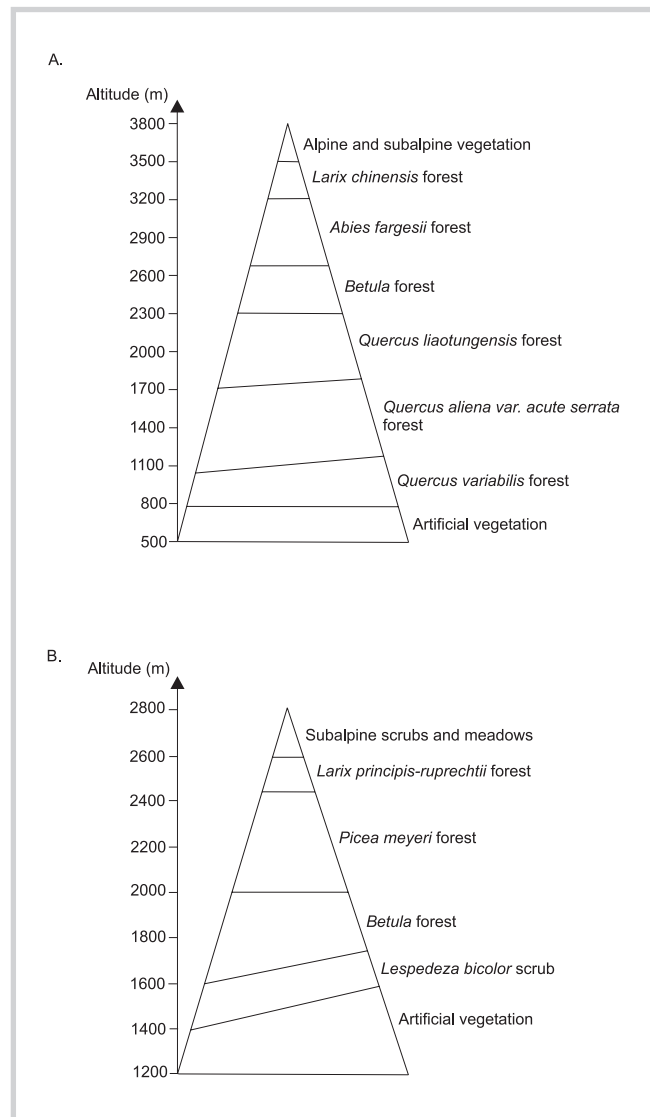 A.
Altitude (m)
3800
3500
3200
2900
2600
2300
2000
1700
1400
1100
800
500
Alpine and subalpine vegetation
Larix chinensis forest
Abies fargesii forest
Betula forest
Quercus liaotungensis forest
Quercus aliena var. acute serrata
forest
Quercus variabilis forest
Artificial vegetation
B.
Altitude (m)
2800
2600
2400
2200
2000
1800
1600
1400
1200
Subalpine scrubs and meadows
Larix principis-ruprechtii forest
Picea meyeri forest
Betula forest
Lespedeza bicolor scrub
Artificial vegetation